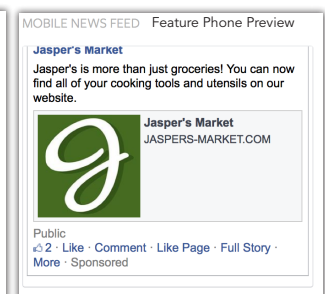 MOBILE NEWS FEED Feature Phone Preview
Jasper's Market
Jasper's is more than just groceries! You can now
find all of your cooking tools and utensils on our
website.
Jasper's Market
JASPERS-MARKET.COM
Public
2 · Like · Comment · Like Page · Full Story ·
More · Sponsored